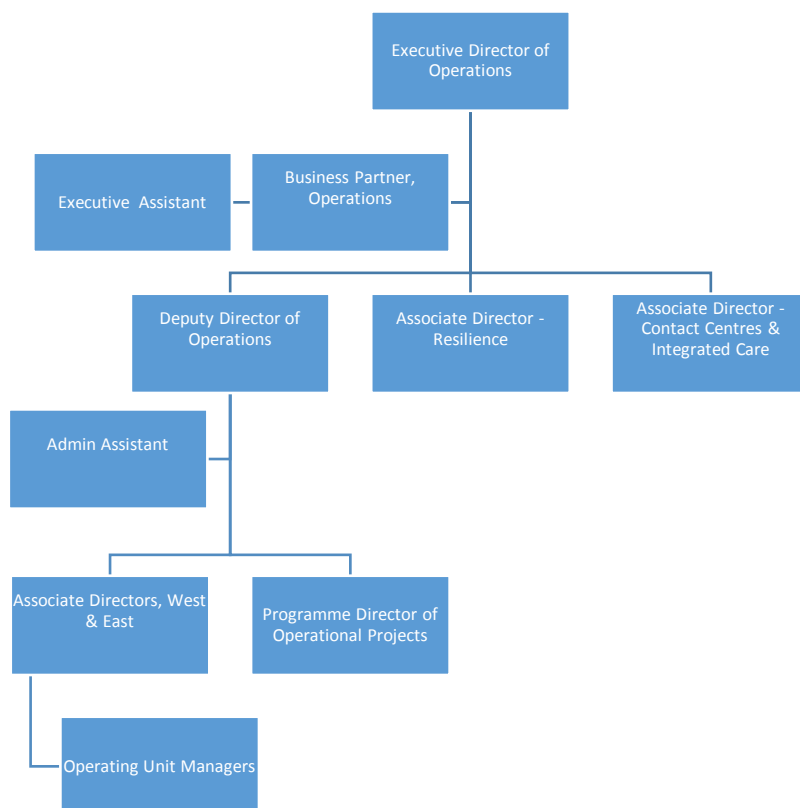 Executive Director of
Operations
Executive Assistant
Business Partner,
Operations
Deputy Director of
Operations
Associate Director -
Resilience
Associate Director -
Contact Centres &
Integrated Care
Admin Assistant
Associate Directors, West
& East
Programme Director of
Operational Projects
Operating Unit Managers